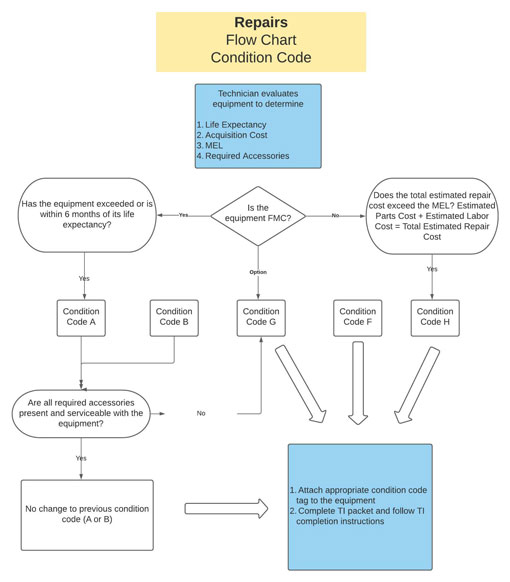 Repairs
Flow Chart
Condition Code
Technician evaluates
equipment to determine
1. Life Expectancy
2. Acquisition Cost
3. MEL
4. Required Accessories
Has the equipment exceeded or is
within 6 months of its life
expectancy?
Yes
Is the
equipment FMC?
No
Does the total estimated repair
cost exceed the MEL? Estimated
Parts Cost + Estimated Labor
Cost = Total Estimated Repair
Cost
Yes
Option
Yes
Condition
Code A
Condition
Code B
Condition
Code G
Condition
Code F
Condition
Code H
Are all required accessories
present and serviceable with the
equipment?
No
Yes
No change to previous condition
code (A or B)
1. Attach appropriate condition code
tag to the equipment
2. Complete TI packet and follow TI
completion instructions